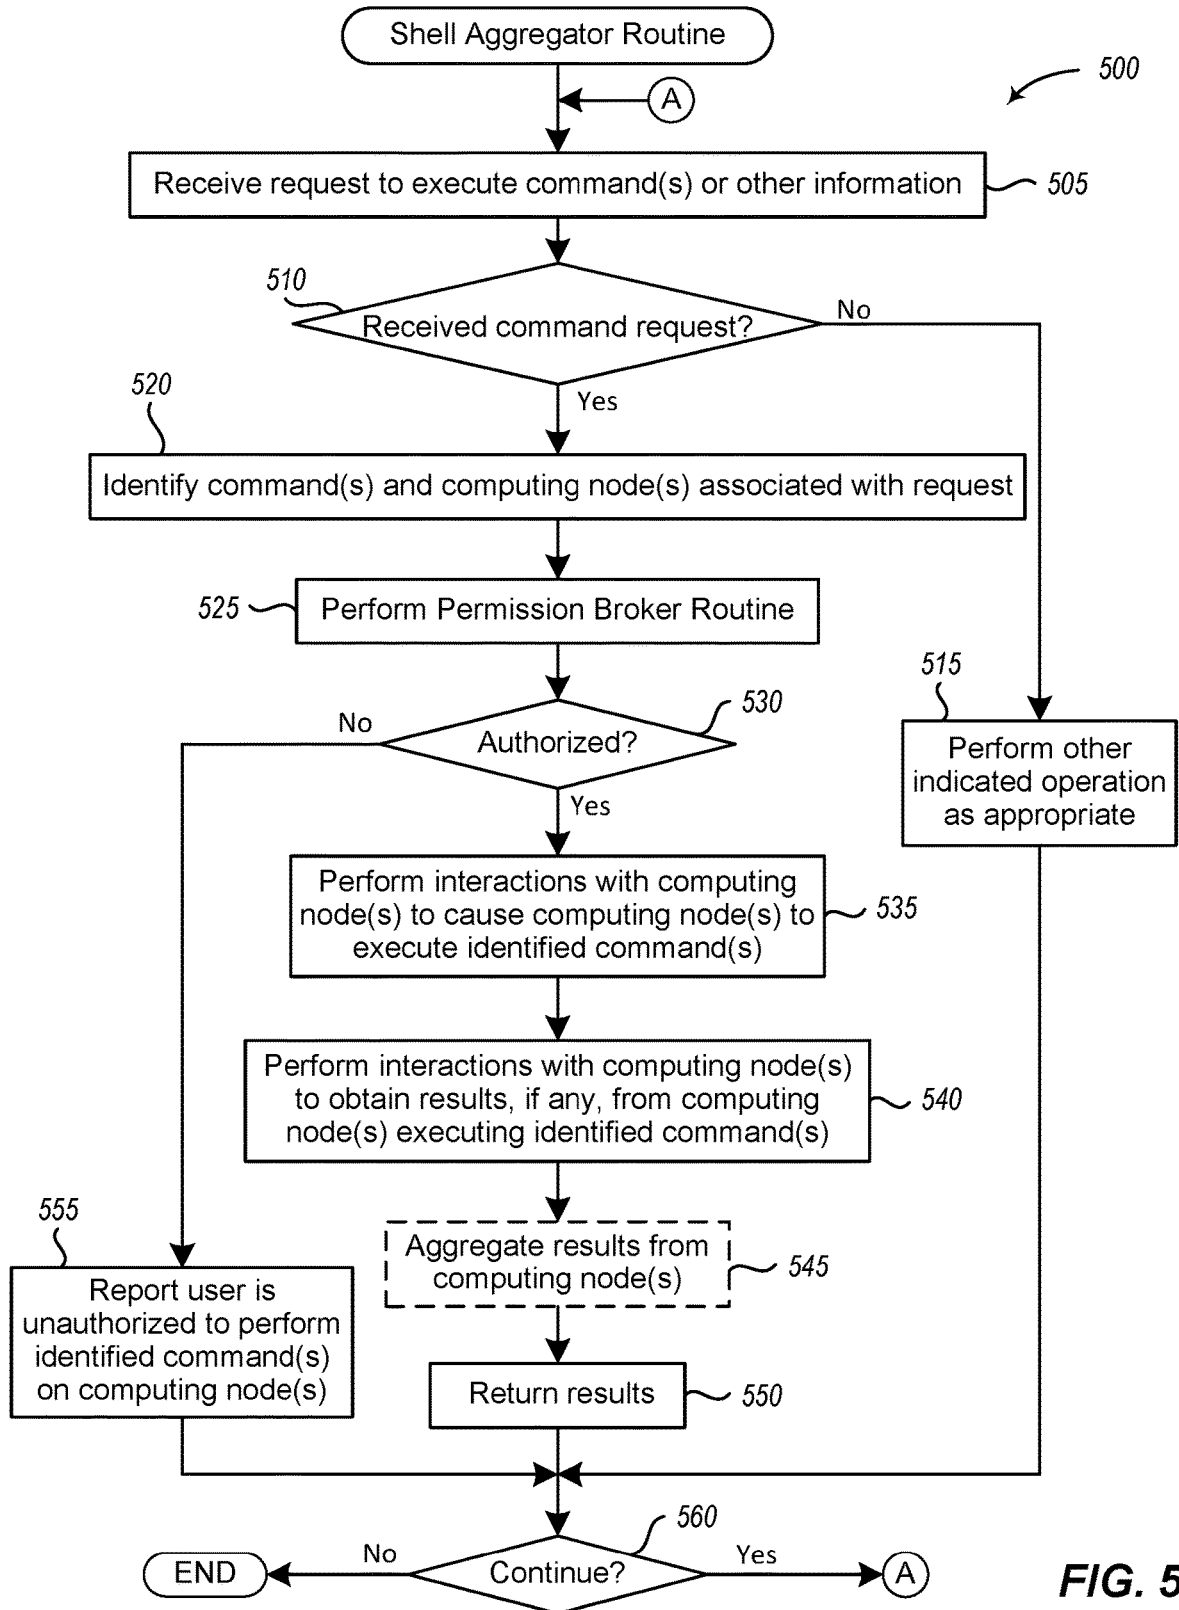 Shell Aggregator Routine
A
500
Receive request to execute command(s) or other information
505
510
Received command request?
No
Yes
520
Identify command(s) and computing node(s) associated with request
525
Perform Permission Broker Routine
530
No
Authorized?
Yes
515
Perform other
indicated operation
as appropriate
Perform interactions with computing
node(s) to cause computing node(s) to
execute identified command(s)
535
Perform interactions with computing node(s)
to obtain results, if any, from computing
node(s) executing identified command(s)
540
Aggregate results from
computing node(s)
545
555
Report user is
unauthorized to perform
identified command(s)
on computing node(s)
Return results
550
560
END
No
Continue?
Yes
A
FIG. 5